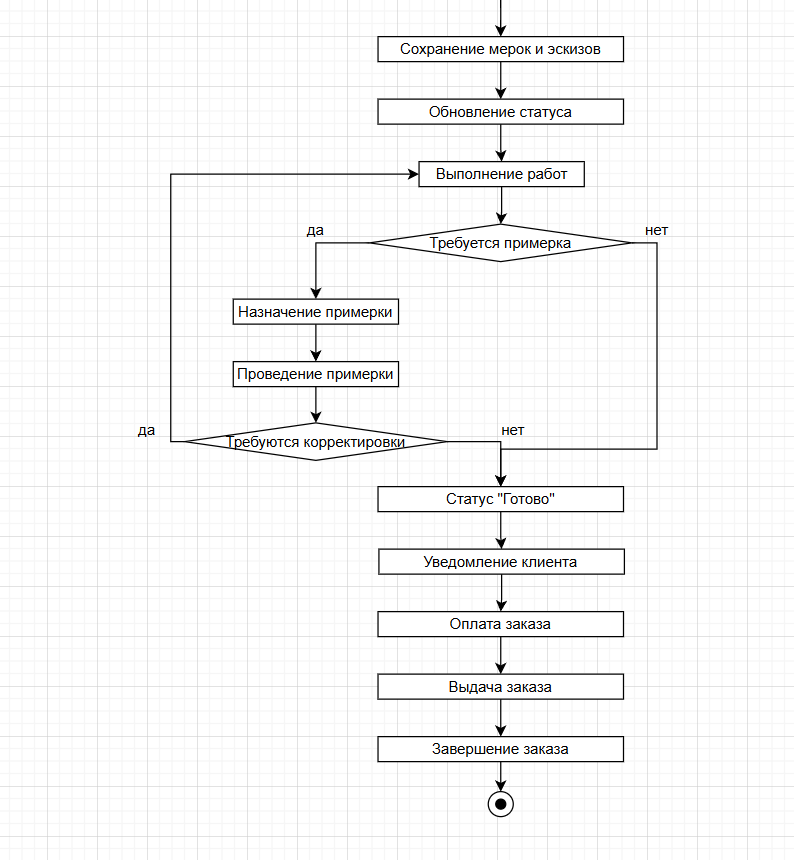 Сохранение мерок и эскизов
Обновление статуса
Выполнение работ
да
нет
Требуется примерка
Назначение примерки
Проведение примерки
да
нет
Требуются корректировки
Статус "Готово"
Уведомление клиента
Оплата заказа
Выдача заказа
Завершение заказа